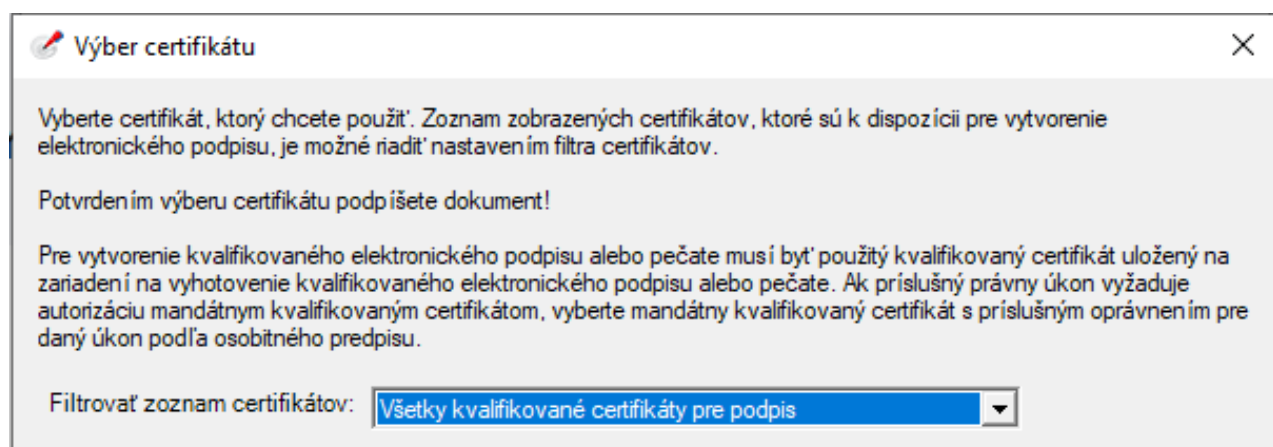 Výber certifikátu
Vyberte certifikát, ktorý chcete použiť. Zoznam zobrazených certifikátov, ktoré sú k dispozícii pre vytvorenie
elektronického podpisu, je možné riadiť nastavením filtra certifikátov.
Potvrdením výberu certifikátu podpíšete dokument!
Pre vytvorenie kvalifikovaného elektronického podpisu alebo pečate musí byť použitý kvalifikovaný certifikát uložený na
zariadení na vyhotovenie kvalifikovaného elektronického podpisu alebo pečate. Ak príslušný právny úkon vyžaduje
autorizáciu mandátnym kvalifikovaným certifikátom, vyberte mandátny kvalifikovaný certifikát s príslušným oprávnením pre
daný úkon podľa osobitného predpisu.
Filtrovať zoznam certifikátov: Všetky kvalifikované certifikáty pre podpis